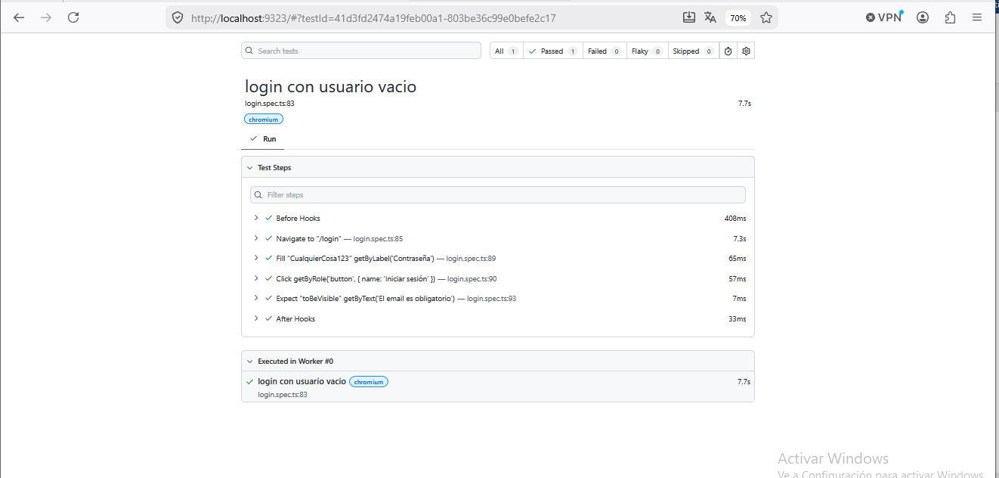 http://localhost:9323/#?testId=41d3fd2474a19feb00a1-803be36c99e0befe2c17
70%
VPN
Search tests
All 1
Passed 1
Failed 0
Flaky 0
Skipped 0
login con usuario vacio
login.spec.ts:83
7.7s
chromium
Run
Test Steps
Filter steps
Before Hooks
408ms
Navigate to "/login" — login.spec.ts:85
7.3s
Fill "CualquierCosa123" getByLabel('Contraseña') — login.spec.ts:89
65ms
Click getByRole('button', { name: 'Iniciar sesión' }) — login.spec.ts:90
57ms
Expect "toBeVisible" getByText('El email es obligatorio') — login.spec.ts:93
7ms
After Hooks
33ms
Executed in Worker #0
login con usuario vacio chromium
7.7s
login.spec.ts:83
Activar Windows
Ve a Configuración para activar Windows.